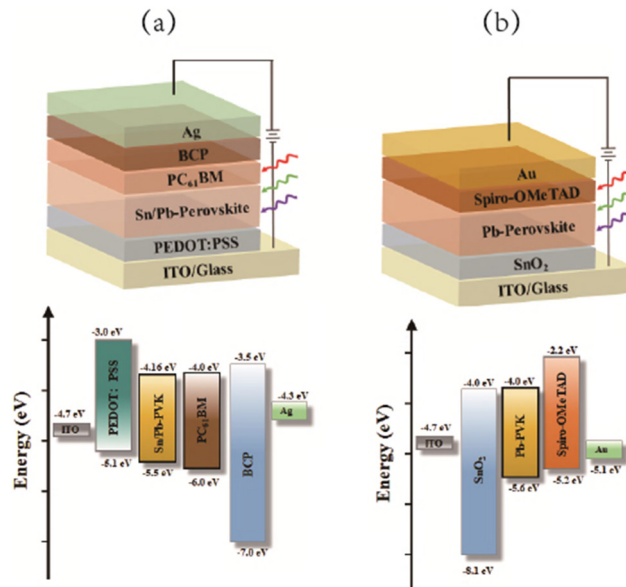 (a)
Ag
BCP
PC₆₁BM
Sn/Pb-Perovskite
PEDOT:PSS
ITO/Glass
(b)
Au
Spiro-OMeTAD
Pb-Perovskite
SnO₂
ITO/Glass
Energy (eV)
-4.7 eV
ITO
-3.0 eV
PEDOT: PSS
-5.1 eV
-4.16 eV
Sn/Pb-PVK
-5.5 eV
-4.0 eV
PC₆₁BM
-6.0 eV
-3.5 eV
BCP
-7.0 eV
-4.3 eV
Ag
Energy (eV)
-4.7 eV
ITO
-4.0 eV
SnO₂
-8.1 eV
-4.0 eV
Pb-PVK
-5.6 eV
-2.2 eV
Spiro-OMeTAD
-5.2 eV
Au
-5.1 eV